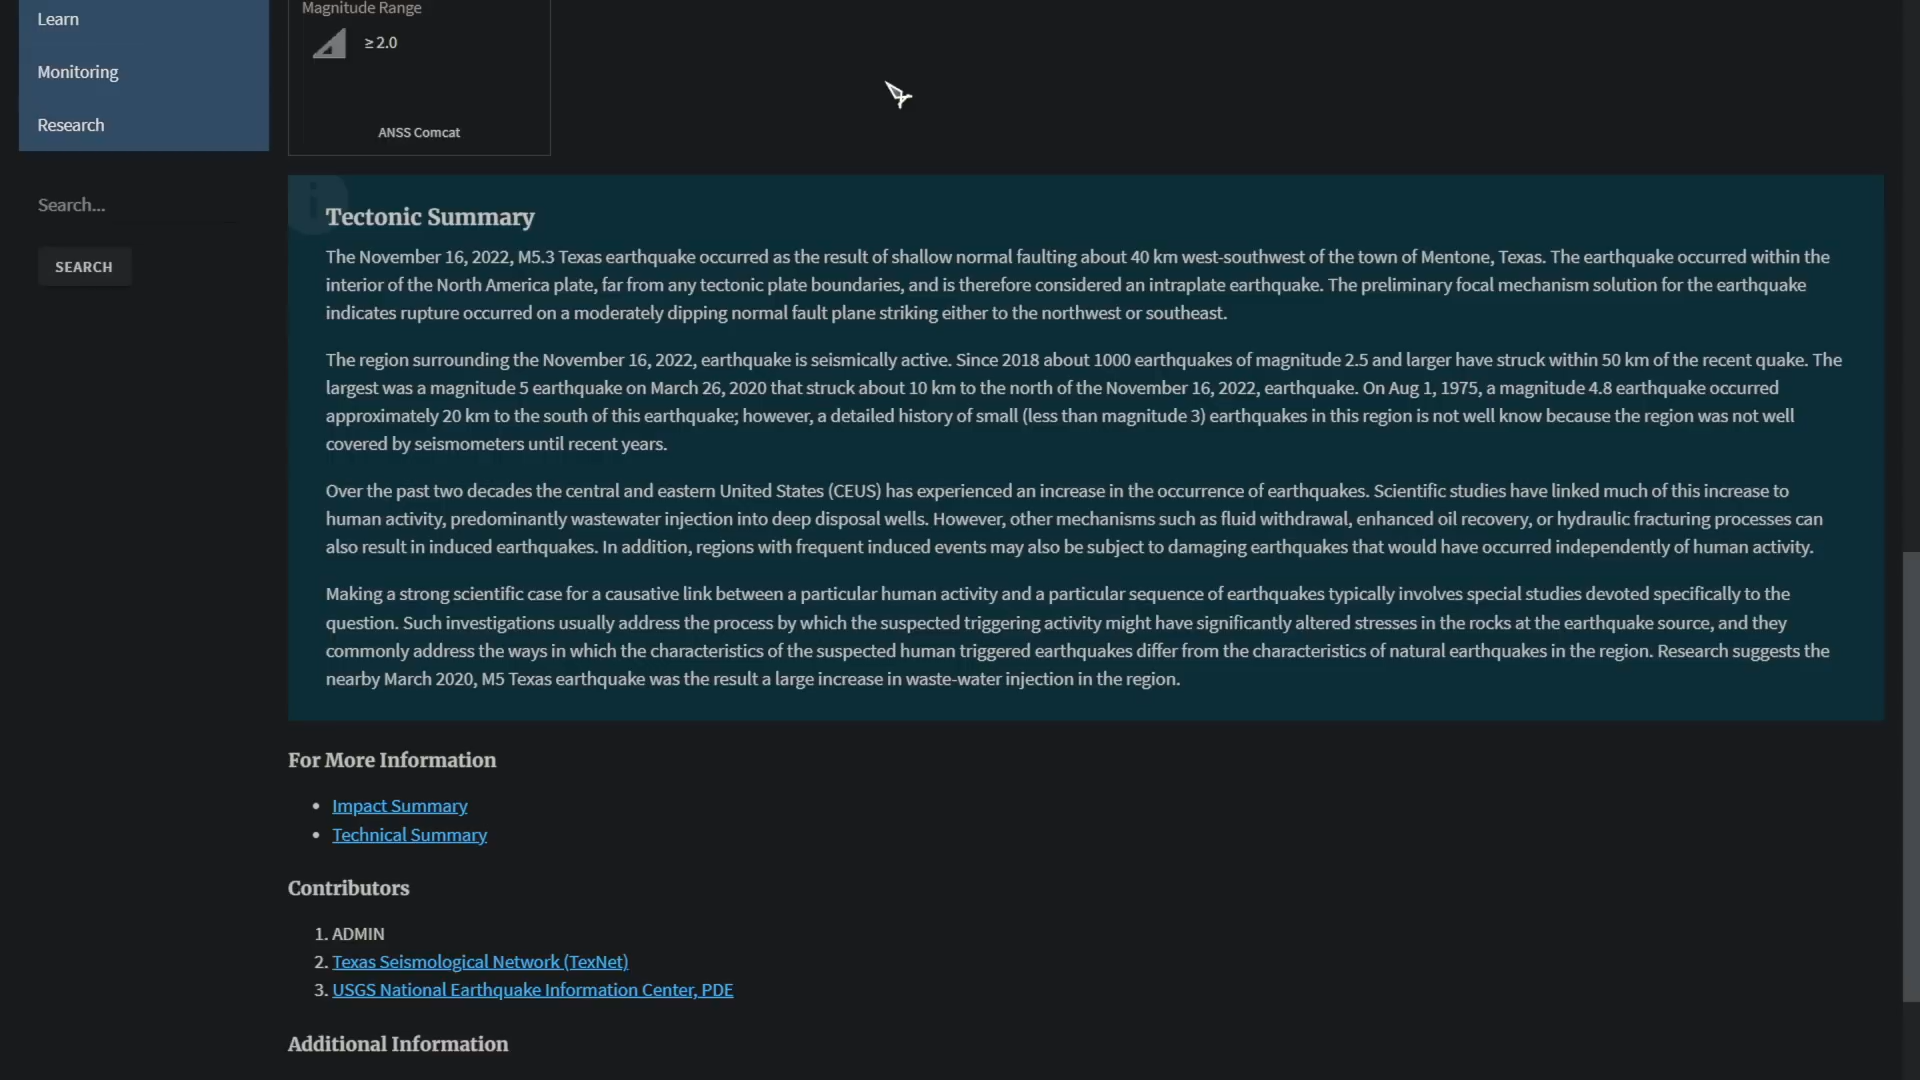 Learn
Monitoring
Research
Search...
SEARCH
Magnitude Range
≥ 2.0
ANSS Comcat
Tectonic Summary
The November 16, 2022, M5.3 Texas earthquake occurred as the result of shallow normal faulting about 40 km west-southwest of the town of Mentone, Texas. The earthquake occurred within the
interior of the North America plate, far from any tectonic plate boundaries, and is therefore considered an intraplate earthquake. The preliminary focal mechanism solution for the earthquake
indicates rupture occurred on a moderately dipping normal fault plane striking either to the northwest or southeast.
The region surrounding the November 16, 2022, earthquake is seismically active. Since 2018 about 1000 earthquakes of magnitude 2.5 and larger have struck within 50 km of the recent quake. The
largest was a magnitude 5 earthquake on March 26, 2020 that struck about 10 km to the north of the November 16, 2022, earthquake. On Aug 1, 1975, a magnitude 4.8 earthquake occurred
approximately 20 km to the south of this earthquake; however, a detailed history of small (less than magnitude 3) earthquakes in this region is not well know because the region was not well
covered by seismometers until recent years.
Over the past two decades the central and eastern United States (CEUS) has experienced an increase in the occurrence of earthquakes. Scientific studies have linked much of this increase to
human activity, predominantly wastewater injection into deep disposal wells. However, other mechanisms such as fluid withdrawal, enhanced oil recovery, or hydraulic fracturing processes can
also result in induced earthquakes. In addition, regions with frequent induced events may also be subject to damaging earthquakes that would have occurred independently of human activity.
Making a strong scientific case for a causative link between a particular human activity and a particular sequence of earthquakes typically involves special studies devoted specifically to the
question. Such investigations usually address the process by which the suspected triggering activity might have significantly altered stresses in the rocks at the earthquake source, and they
commonly address the ways in which the characteristics of the suspected human triggered earthquakes differ from the characteristics of natural earthquakes in the region. Research suggests the
nearby March 2020, M5 Texas earthquake was the result a large increase in waste-water injection in the region.
For More Information
• Impact Summary
• Technical Summary
Contributors
1. ADMIN
2. Texas Seismological Network (TexNet)
3. USGS National Earthquake Information Center, PDE
Additional Information